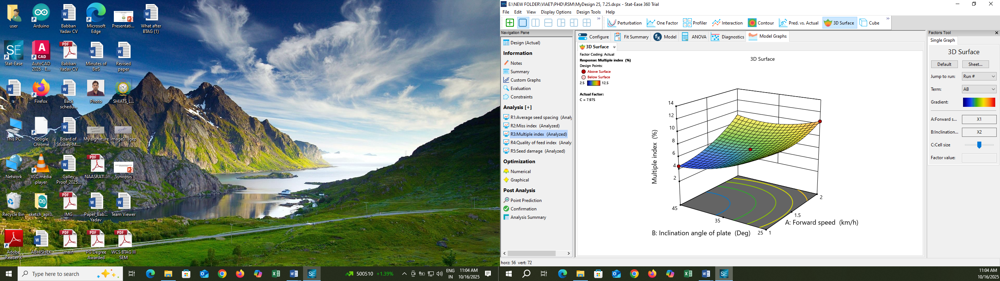 user
Arduino
Babban
Yadav CV
Microsoft
Edge
Presentati...
What after
BTAG (1)
Stat-Ease
AutoCAD
2026 - E...
Babban
Yadav CV
Minutes of
BoS
Revised
paper
a
Firefox
Back
schedu...
Photo
SHIATS_L...
This PC
Google
Chrome
Board of
Studies-M....
My signature
image01.jgep
Network
VLC media
player
Galley
Proof_2025...
NAASRATI...
Synopsis
Recycle Bin
sketch_apr...
IMG
Paper_Bab...
Yadav
Team Viewer
Adobe
Reader X
ABHISHEK
main
PG Degree
Awarded
WCS BTAG III
SEM
Type here to search
500510 +1.39%
ENG
IN
11:04 AM
10/16/2025
E:\NEW FOLDER\VIAET\PHD\RSM\MyDesign 25, 7.25.dxpx - Stat-Ease 360 Trial
File Edit View Display Options Design Tools Help
Perturbation One Factor Profiler Interaction Contour Pred. vs. Actual 3D Surface Cube
Navigation Pane
Design (Actual)
Information
Notes
Summary
Custom Graphs
Evaluation
Constraints
Analysis [+]
R1:Average seed spacing (Analy
R2:Miss index (Analyzed)
R3:Multiple index (Analyzed)
R4:Quality of feed index (Analy:
R5:Seed damage (Analyzed)
Optimization
Numerical
Graphical
Post Analysis
Point Prediction
Confirmation
Analysis Summary
horz: 56 vert: 72
Configure Fit Summary Model ANOVA Diagnostics Model Graphs
3D Surface
Factor Coding: Actual
Response: Multiple index (%)
Design Points:
Above Surface
Below Surface
2.5 12.5
Actual Factor:
C = 7.975
3D Surface
14
12
10
8
6
4
2
Multiple index (%)
45
35
25
B: Inclination angle of plate (Deg)
1
1.5
2
A: Forward speed (km/h)
Factors Tool
Single Graph
3D Surface
Default Sheet...
Jump to run: Run #
Term: AB
Gradient:
A:Forward s... X1
B:Inclination... X2
C:Cell size
Factor value:
11:04 AM
10/16/2025